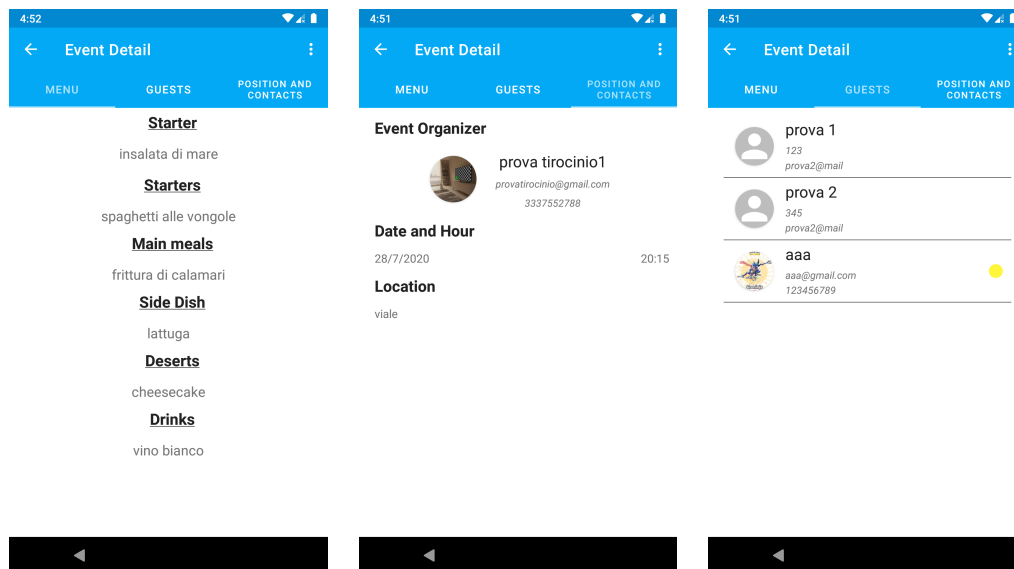 4:52
Event Detail
MENU
GUESTS
POSITION AND
CONTACTS
Starter
insalata di mare
Starters
spaghetti alle vongole
Main meals
frittura di calamari
Side Dish
lattuga
Deserts
cheesecake
Drinks
vino bianco
4:51
Event Detail
MENU
GUESTS
POSITION AND
CONTACTS
Event Organizer
prova tirocinio1
provatirocinio@gmail.com
3337552788
Date and Hour
28/7/2020 20:15
Location
viale
4:51
Event Detail
MENU
GUESTS
POSITION AND
CONTACTS
prova 1
123
prova2@mail
prova 2
345
prova2@mail
aaa
aaa@gmail.com
123456789